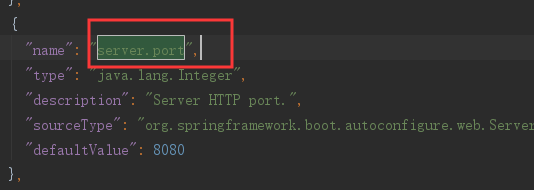 },
{
"name": "server.port",
"type": "java.lang.Integer",
"description": "Server HTTP port.",
"sourceType": "org.springframework.boot.autoconfigure.web.Server
"defaultValue": 8080
},